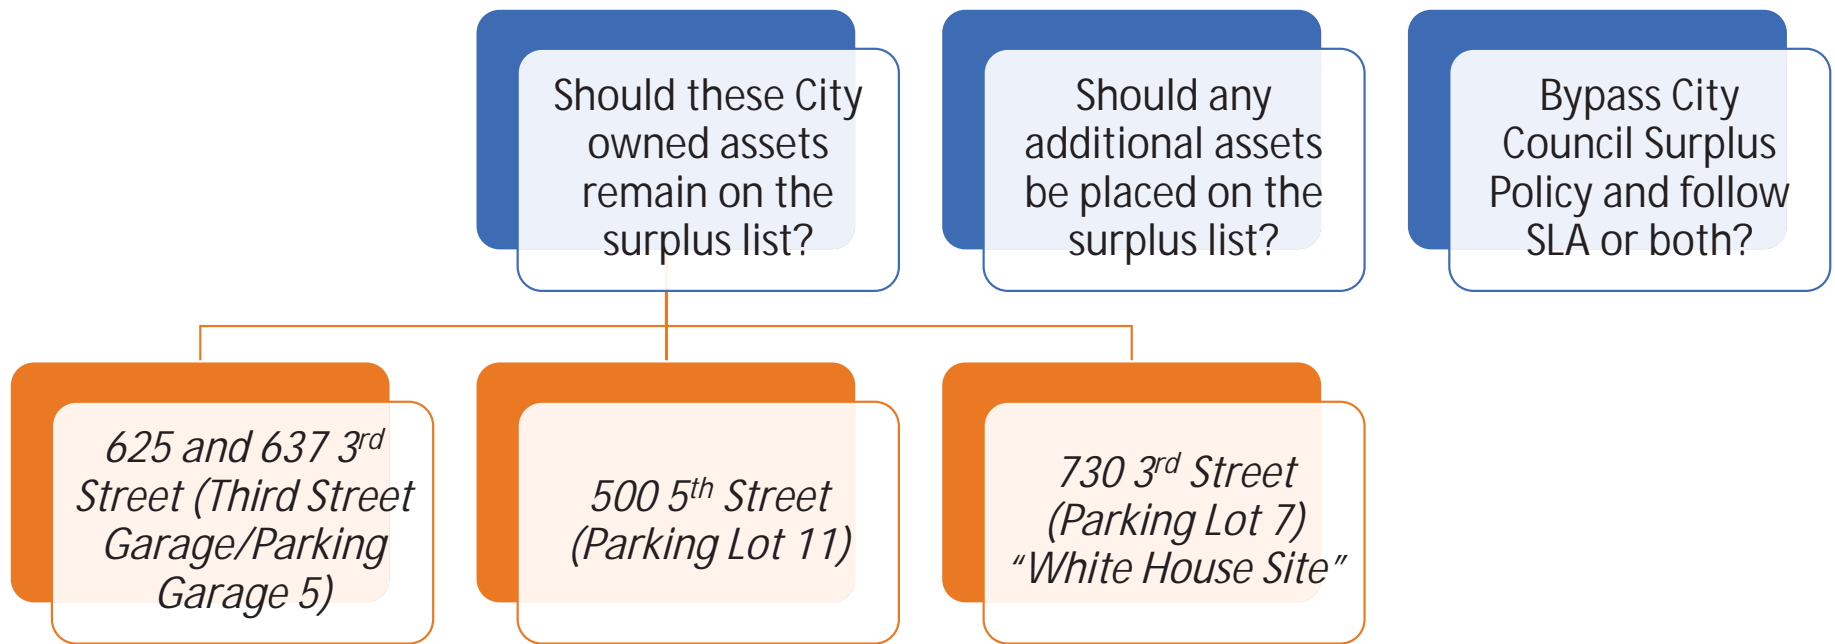 Should these City
owned assets
remain on the
surplus list?
Should any
additional assets
be placed on the
surplus list?
Bypass City
Council Surplus
Policy and follow
SLA or both?
625 and 637 3rd
Street (Third Street
Garage/Parking
Garage 5)
500 5th Street
(Parking Lot 11)
730 3rd Street
(Parking Lot 7)
“White House Site”